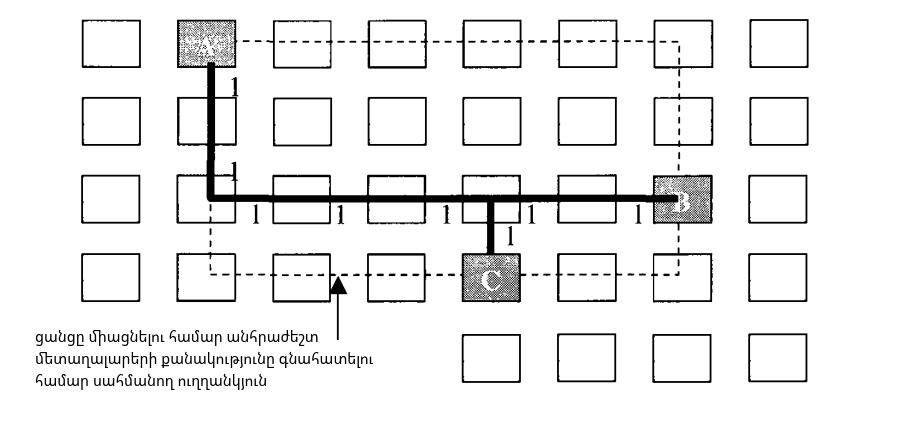 A
1
1
1 1 1 1 1 B
1
C
ցանցը միացնելու համար անհրաժեշտ
մետաղալարերի քանակությունը գնահատելու
համար սահմանող ուղղանկյուն